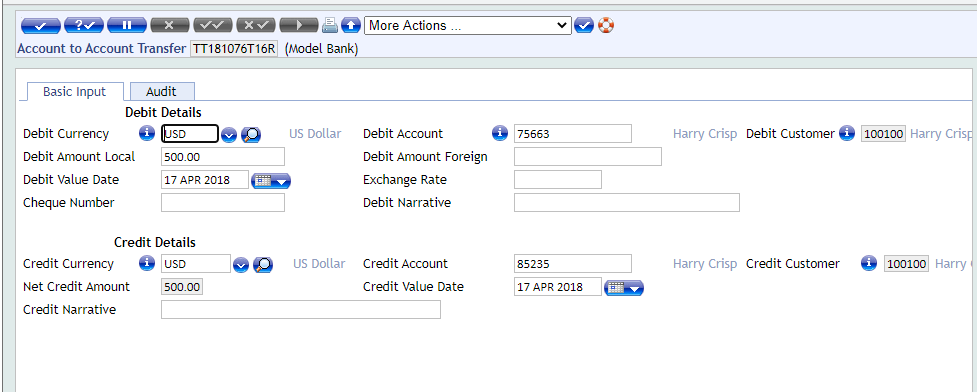 More Actions ...
Account to Account Transfer TT181076T16R (Model Bank)
Basic Input Audit
Debit Details
Debit Currency USD US Dollar Debit Account 75663 Harry Crisp Debit Customer 100100 Harry Crisp
Debit Amount Local 500.00 Debit Amount Foreign
Debit Value Date 17 APR 2018 Exchange Rate
Cheque Number Debit Narrative
Credit Details
Credit Currency USD US Dollar Credit Account 85235 Harry Crisp Credit Customer 100100 Harry
Net Credit Amount 500.00 Credit Value Date 17 APR 2018
Credit Narrative